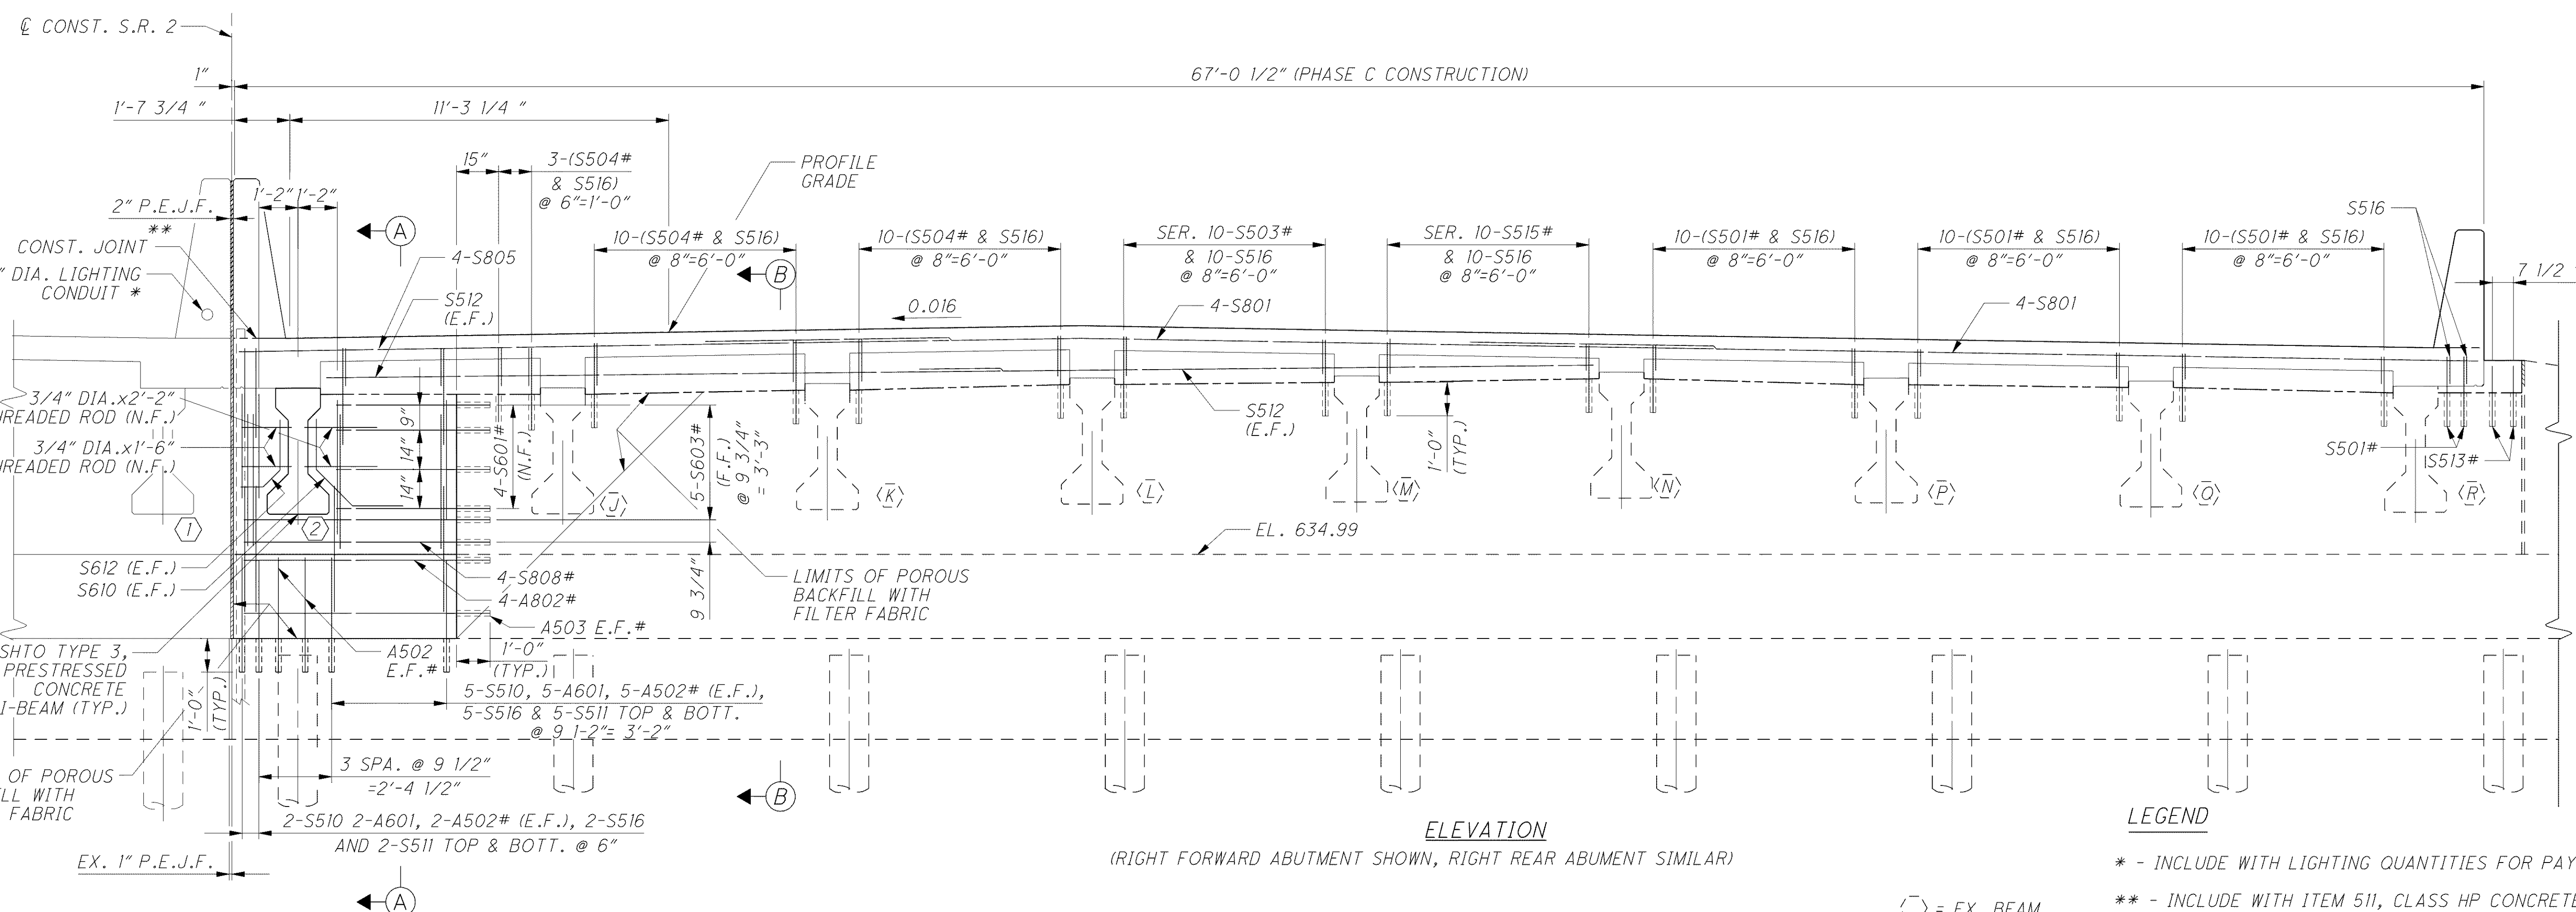 ℄ CONST. S.R. 2
1"
67'-0 1/2" (PHASE C CONSTRUCTION)
1'-7 3/4 "
11'-3 1/4 "
15"
3-(S504#
& S516)
@ 6"=1'-0"
PROFILE
GRADE
1'-2"
1'-2"
2" P.E.J.F.
**
CONST. JOINT
" DIA. LIGHTING
CONDUIT *
A
4-S805
S512
(E.F.)
10-(S504# & S516)
@ 8"=6'-0"
B
10-(S504# & S516)
@ 8"=6'-0"
0.016
SER. 10-S503#
& 10-S516
@ 8"=6'-0"
4-S801
SER. 10-S515#
& 10-S516
@ 8"=6'-0"
10-(S501# & S516)
@ 8"=6'-0"
4-S801
10-(S501# & S516)
@ 8"=6'-0"
10-(S501# & S516)
@ 8"=6'-0"
S516
7 1/2
3/4" DIA.x2'-2"
READED ROD (N.F.)
3/4" DIA.x1'-6"
READED ROD (N.F.)
9"
14"
14"
4-S601#
(N.F.)
5-S603#
(F.F.)
@ 9 3/4"
= 3'-3"
9 3/4"
S512
(E.F.)
1'-0"
(TYP.)
S501#
S513#
1
2
J
K
L
M
N
P
Q
R
EL. 634.99
S612 (E.F.)
S610 (E.F.)
4-S808#
4-A802#
LIMITS OF POROUS
BACKFILL WITH
FILTER FABRIC
A503 E.F.#
SHTO TYPE 3,
PRESTRESSED
CONCRETE
I-BEAM (TYP.)
1'-0"
(TYP.)
A502
E.F.#
1'-0"
(TYP.)
5-S510, 5-A601, 5-A502# (E.F.),
5-S516 & 5-S511 TOP & BOTT.
@ 9 1-2"= 3'-2"
OF POROUS
LL WITH
FABRIC
3 SPA. @ 9 1/2"
=2'-4 1/2"
B
2-S510 2-A601, 2-A502# (E.F.), 2-S516
AND 2-S511 TOP & BOTT. @ 6"
EX. 1" P.E.J.F.
A
ELEVATION
(RIGHT FORWARD ABUTMENT SHOWN, RIGHT REAR ABUMENT SIMILAR)
LEGEND
* - INCLUDE WITH LIGHTING QUANTITIES FOR PAY
** - INCLUDE WITH ITEM 511, CLASS HP CONCRETE
= EX. BEAM